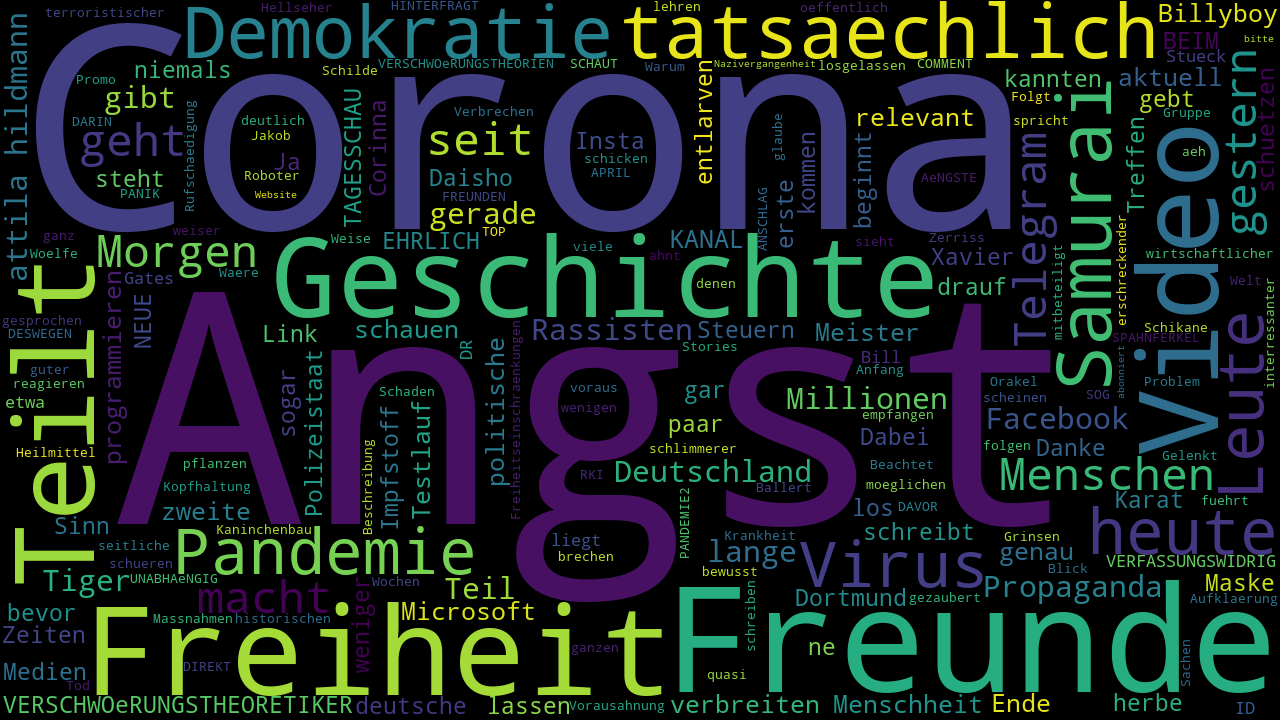 terroristischer
Hellseher
HINTERFRAGT
lehren
oeffentlich
Billyboy
Demokratie
tatsaechlich
attila hildmann
Corona
BEIM
bitte
Stueck
niemals
Schilde
VERSCHWOeRUNGSTHEORIEN
SCHAUT
Warum
Nazivergangenheit
losgelassen
COMMENT
kannten
aktuell
gestern
schuetzen
Promo
gibt
Folgt
gebt
DARIN
deutlich
Verbrechen
relevant
spricht
Gruppe
geht
Jakob
seit
Insta
entlarven
glaube
Rufschaedigung
TAGESSCHAU
Corinna
Ja
schicken
kommen
beginnt
Telegram
Samurai
Treffen
Video
aeh
steht
Roboter
Daisho
APRIL
AeNGSTE
PANIK
Website
FREUNDEN
gerade
ANSCHLAG
erste
ganz
weiser
TOP
Woelfe
Morgen
Weise
EHRLICH
viele
KANAL
sieht
Zerriss
erschreckender
wirtschaftlicher
Teilt
Gates
Waere
Geschichte
ahnt
denen
Xavier
mitbeteiligt
drauf
Welt
gesprochen
DESWEGEN
programmieren
NEUE
Link
schauen
DR
Freiheitseinschraenkungen
Rassisten
Steuern
Meister
Schikane
SPAHNFERKEL
interessanter
Leute
guter
reagieren
sogar
Polizeistaat
Angst
politische
Stories
Bill
Anfang
abonniert
etwa
Schaden
voraus
gar
Millionen
Orakel
scheinen
SOG
Problem
Testlauf
Impfstoff
wenigen
paar
empfangen
Facebook
Heilmittel
Beschreibung
schlimmerer
Dabei
folgen
Danke
Gelenkt
pflanzen
RKI
Deutschland
Beachtet
Menschen
Kopfhaltung
Ballert
moeglichen
zweite
PANDEMIE2
los
DAVOR
Karat
fuehrt
Sinn
Kaninchenbau
Pandemie
liegt
Krankheit
schreibt
Grinsen
heute
seitliche
brechen
lange
genau
schueren
bewusst
Virus
Blick
VERFASSUNGSWIDRIG
Tiger
UNABHAeNGIG
Wochen
Teil
Propaganda
Maske
macht
weniger
schreiben
Dortmund
gezaubert
Aufklaerung
bevor
Massnahmen
historischen
Microsoft
Zeiten
Freiheit
Freunde
ganzen
ne
Medien
DIREKT
quasi
Sachen
Tod
VERSCHWOeRUNGSTHEORETIKER
deutsche
lassen
Vorausahnung
verbreiten
Menschheit
Ende
herbe
ID